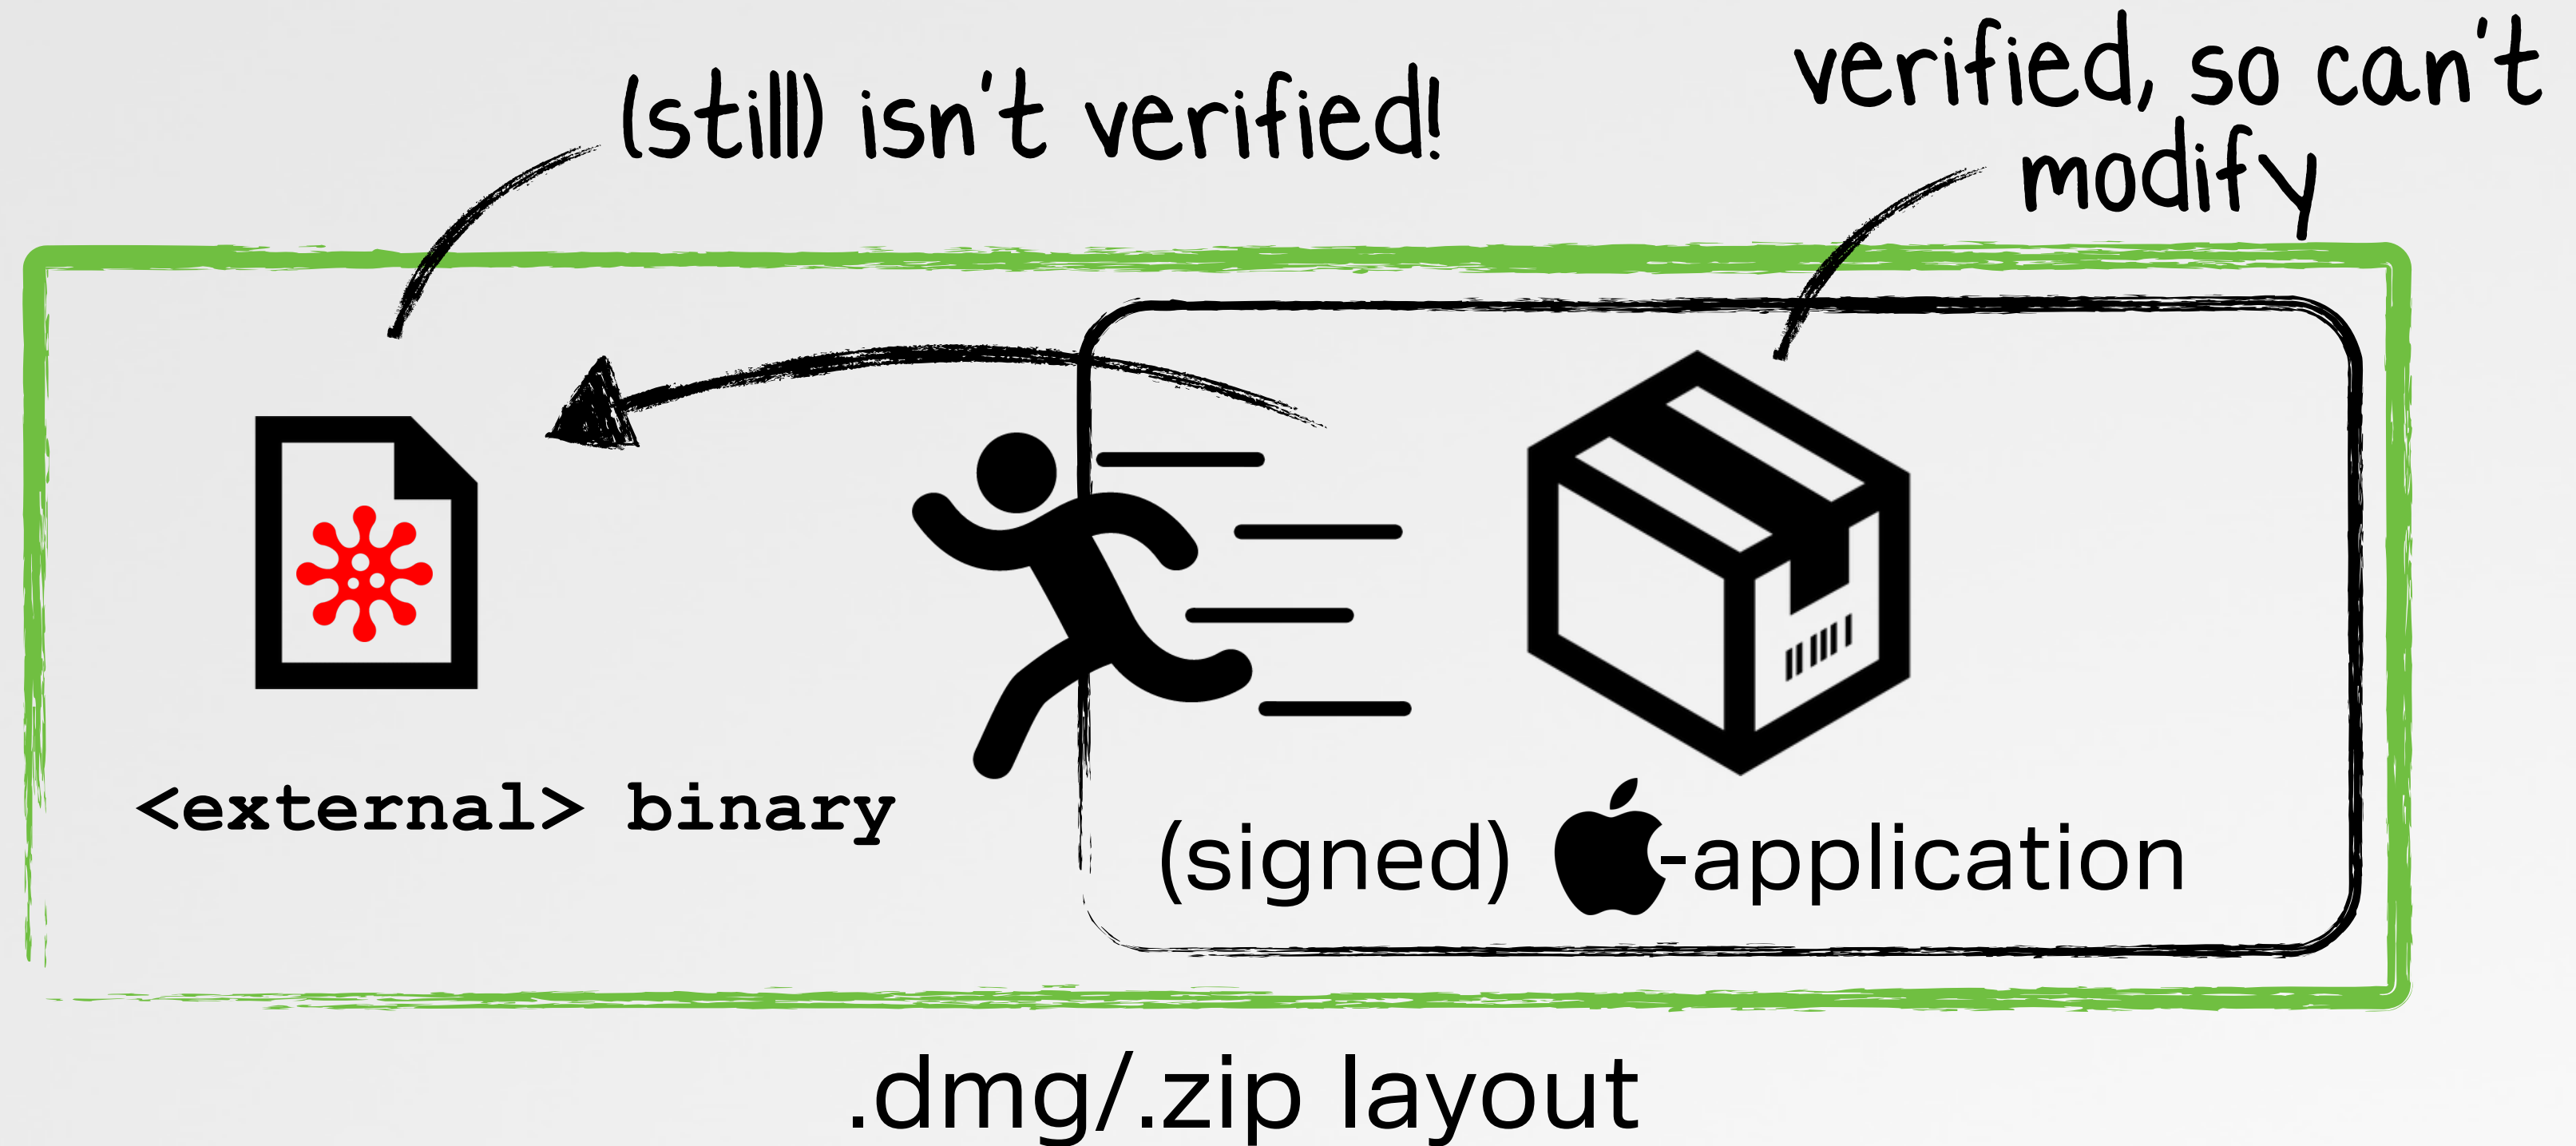 (still) isn't verified!
verified, so can't
modify
<external> binary
(signed) -application
.dmg/.zip layout